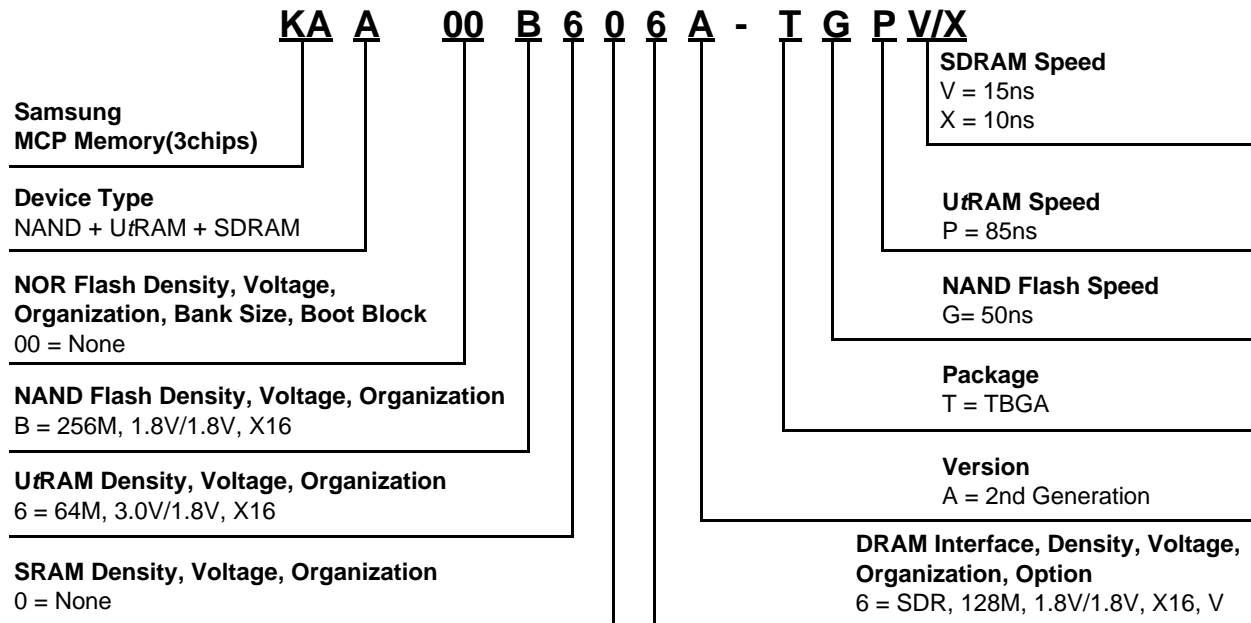 KA A 00 B 6 0 6 A - T G P V/X
Samsung
MCP Memory(3chips)
Device Type
NAND + UtRAM + SDRAM
NOR Flash Density, Voltage,
Organization, Bank Size, Boot Block
00 = None
NAND Flash Density, Voltage, Organization
B = 256M, 1.8V/1.8V, X16
UtRAM Density, Voltage, Organization
6 = 64M, 3.0V/1.8V, X16
SRAM Density, Voltage, Organization
0 = None
SDRAM Speed
V = 15ns
X = 10ns
UtRAM Speed
P = 85ns
NAND Flash Speed
G= 50ns
Package
T = TBGA
Version
A = 2nd Generation
DRAM Interface, Density, Voltage,
Organization, Option
6 = SDR, 128M, 1.8V/1.8V, X16, V